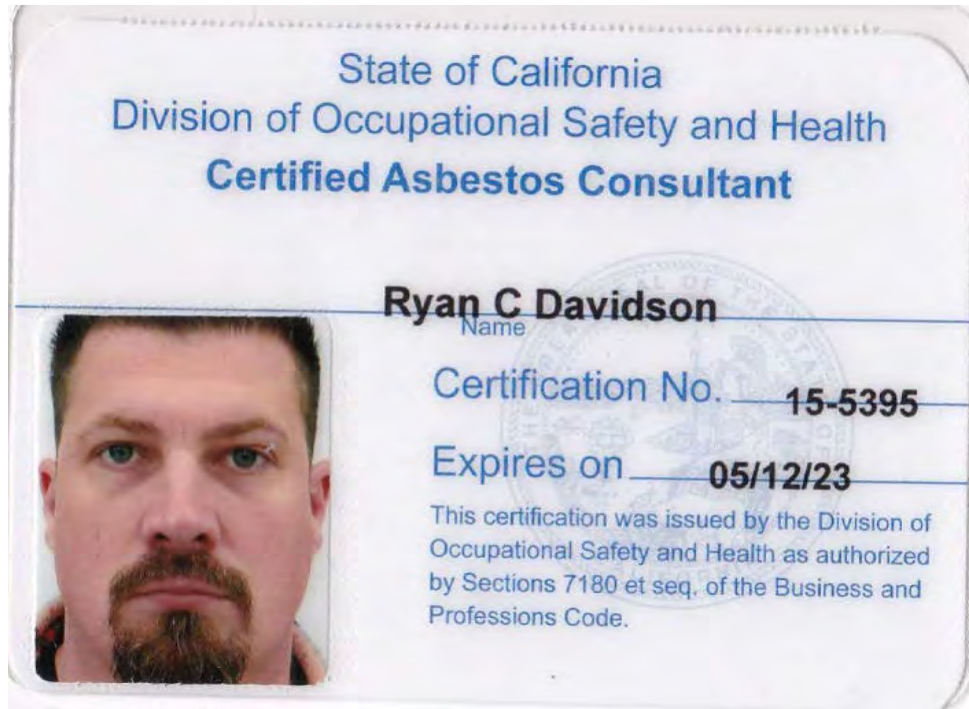 State of California
Division of Occupational Safety and Health
Certified Asbestos Consultant
Ryan C Davidson
Name
Certification No. 15-5395
Expires on 05/12/23
This certification was issued by the Division of
Occupational Safety and Health as authorized
by Sections 7180 et seq. of the Business and
Professions Code.